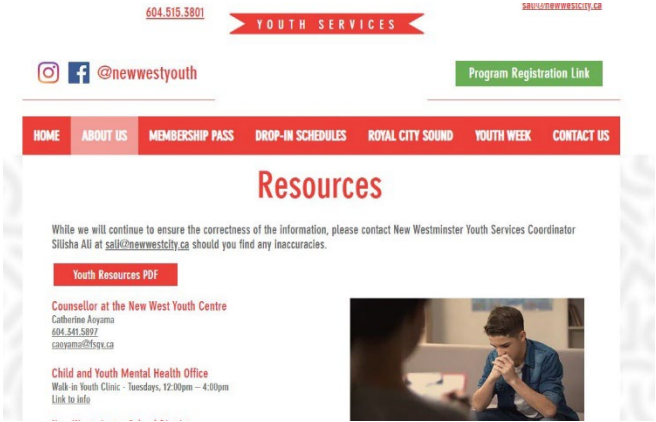 604.515.3801
YOUTH SERVICES
sali@newwestcity.ca
@newwestyouth
Program Registration Link
HOME ABOUT US MEMBERSHIP PASS DROP-IN SCHEDULES ROYAL CITY SOUND YOUTH WEEK CONTACT US
Resources
While we will continue to ensure the correctness of the information, please contact New Westminster Youth Services Coordinator
Silisha Ali at sali@newwestcity.ca should you find any inaccuracies.
Youth Resources PDF
Counsellor at the New West Youth Centre
Catherine Aoyama
604.341.5897
caoyama@fsgv.ca
Child and Youth Mental Health Office
Walk-in Youth Clinic - Tuesdays, 12:00pm – 4:00pm
Link to info